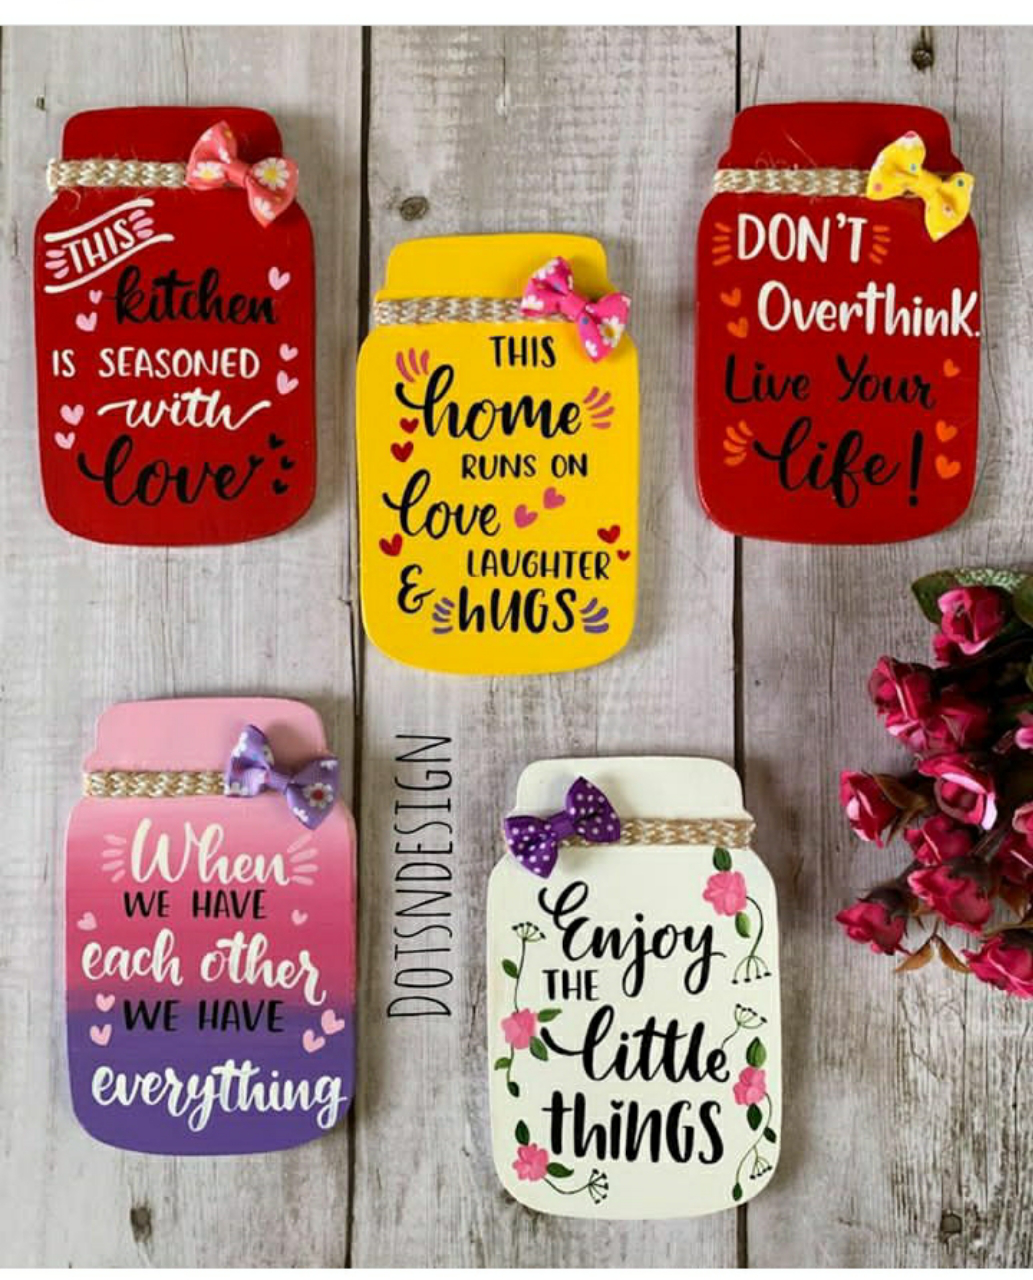 THIS
kitchen
IS SEASONED
with
love
THIS
home
RUNS ON
love
LAUGHTER
& hUGS
DON'T
Overthink.
Live Your
life!
When
WE HAVE
each other
WE HAVE
everything
DOTSNDESIGN
Enjoy
THE
little
thiNGS